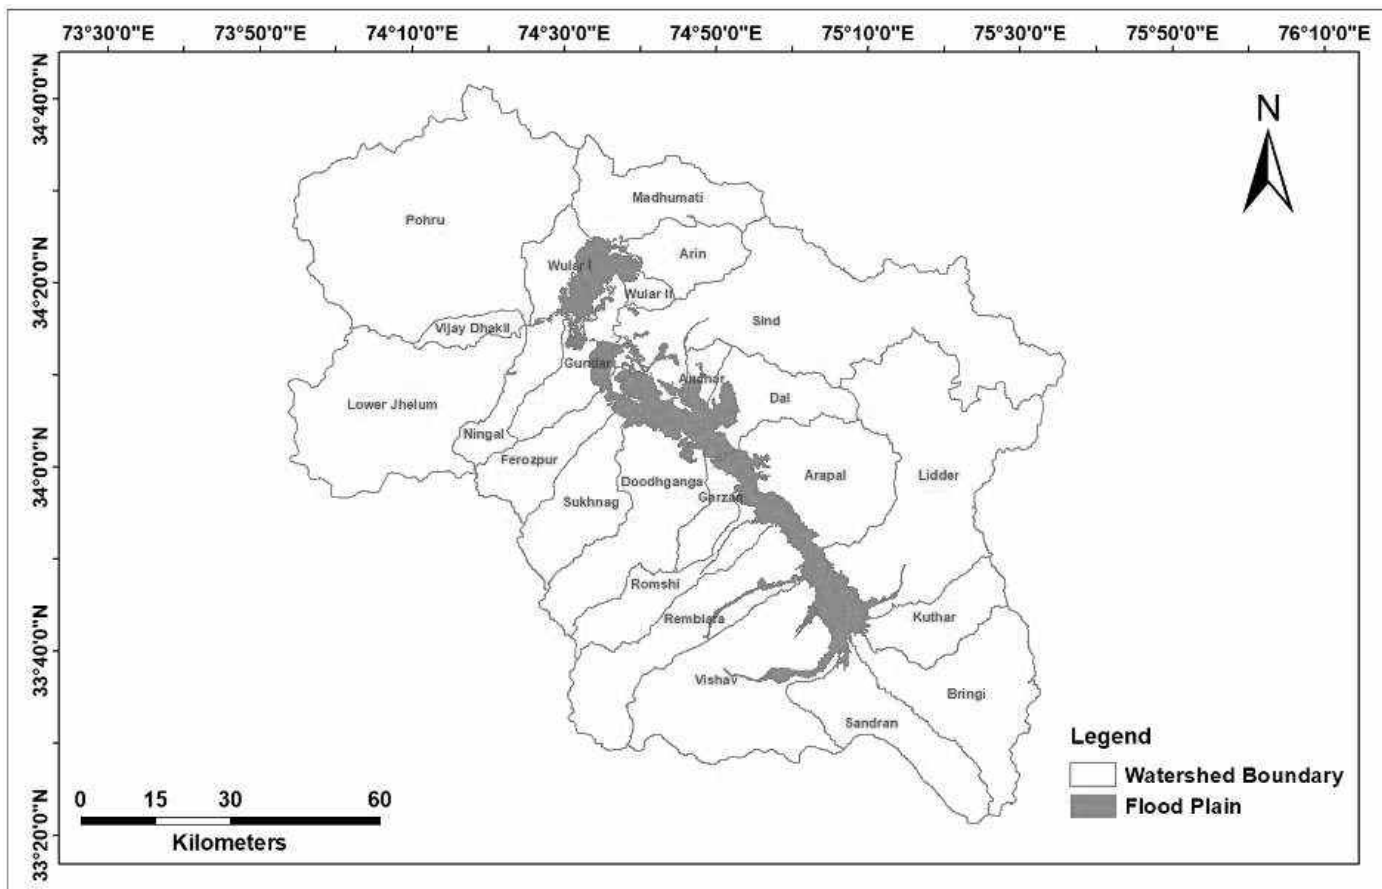 73°30'0"E 73°50'0"E 74°10'0"E 74°30'0"E 74°50'0"E 75°10'0"E 75°30'0"E 75°50'0"E 76°10'0"E
34°40'0"N
34°20'0"N
34°0'0"N
33°40'0"N
33°20'0"N
N
Madhumati
Pohru
Arin
Wular I
Wular II
Sind
Vijay Dhakil
Gundar
Anchar
Dal
Lower Jhelum
Ningal
Ferozpur
Arapal
Lidder
Doodhganga
Sukhnag
Garzan
Romshi
Kuthar
Rembiara
Vishav
Bringi
Sandran
Legend
Watershed Boundary
Flood Plain
0 15 30 60
Kilometers